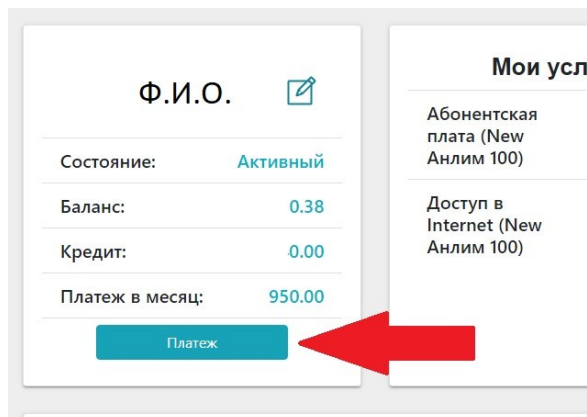 Ф.И.О.
Состояние: Активный
Баланс: 0.38
Кредит: 0.00
Платеж в месяц: 950.00
Платеж
Мои усл
Абонентская
плата (New
Анлим 100)
Доступ в
Internet (New
Анлим 100)